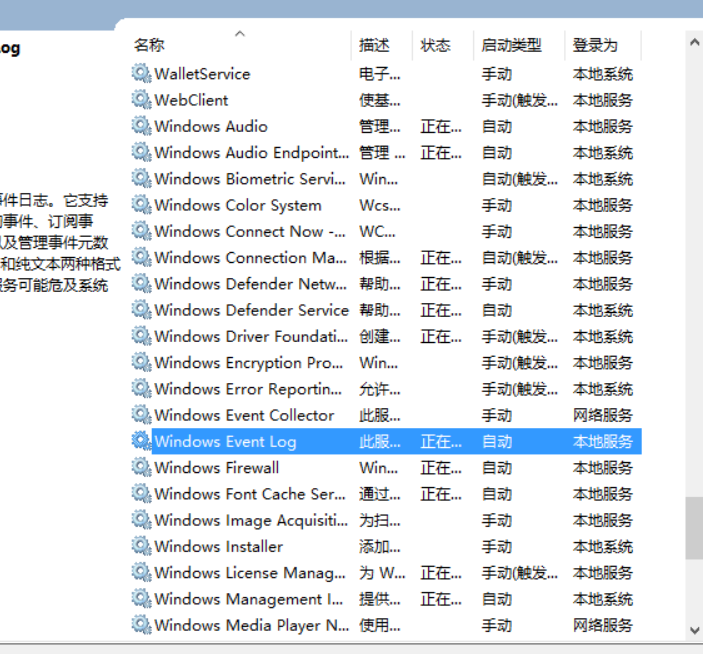 og
件日志。它支持
事件、订阅事
及管理事件元数
和纯文本两种格式
务可能危及系统
名称 描述 状态 启动类型 登录为
WalletService 电子... 手动 本地系统
WebClient 使基... 手动(触发... 本地服务
Windows Audio 管理... 正在... 自动 本地服务
Windows Audio Endpoint... 管理 ... 正在... 自动 本地系统
Windows Biometric Servi... Win... 自动(触发... 本地系统
Windows Color System Wcs... 手动 本地服务
Windows Connect Now -... WC... 手动 本地服务
Windows Connection Ma... 根据... 正在... 自动(触发... 本地服务
Windows Defender Netw... 帮助... 正在... 手动 本地服务
Windows Defender Service 帮助... 正在... 自动 本地系统
Windows Driver Foundati... 创建... 正在... 手动(触发... 本地系统
Windows Encryption Pro... Win... 手动(触发... 本地服务
Windows Error Reportin... 允许... 手动(触发... 本地系统
Windows Event Collector 此服... 手动 网络服务
Windows Event Log 此服... 正在... 自动 本地服务
Windows Firewall Win... 正在... 自动 本地服务
Windows Font Cache Ser... 通过... 正在... 自动 本地服务
Windows Image Acquisiti... 为扫... 手动 本地服务
Windows Installer 添加... 手动 本地系统
Windows License Manag... 为 W... 正在... 手动(触发... 本地服务
Windows Management I... 提供... 正在... 自动 本地系统
Windows Media Player N... 使用... 手动 网络服务